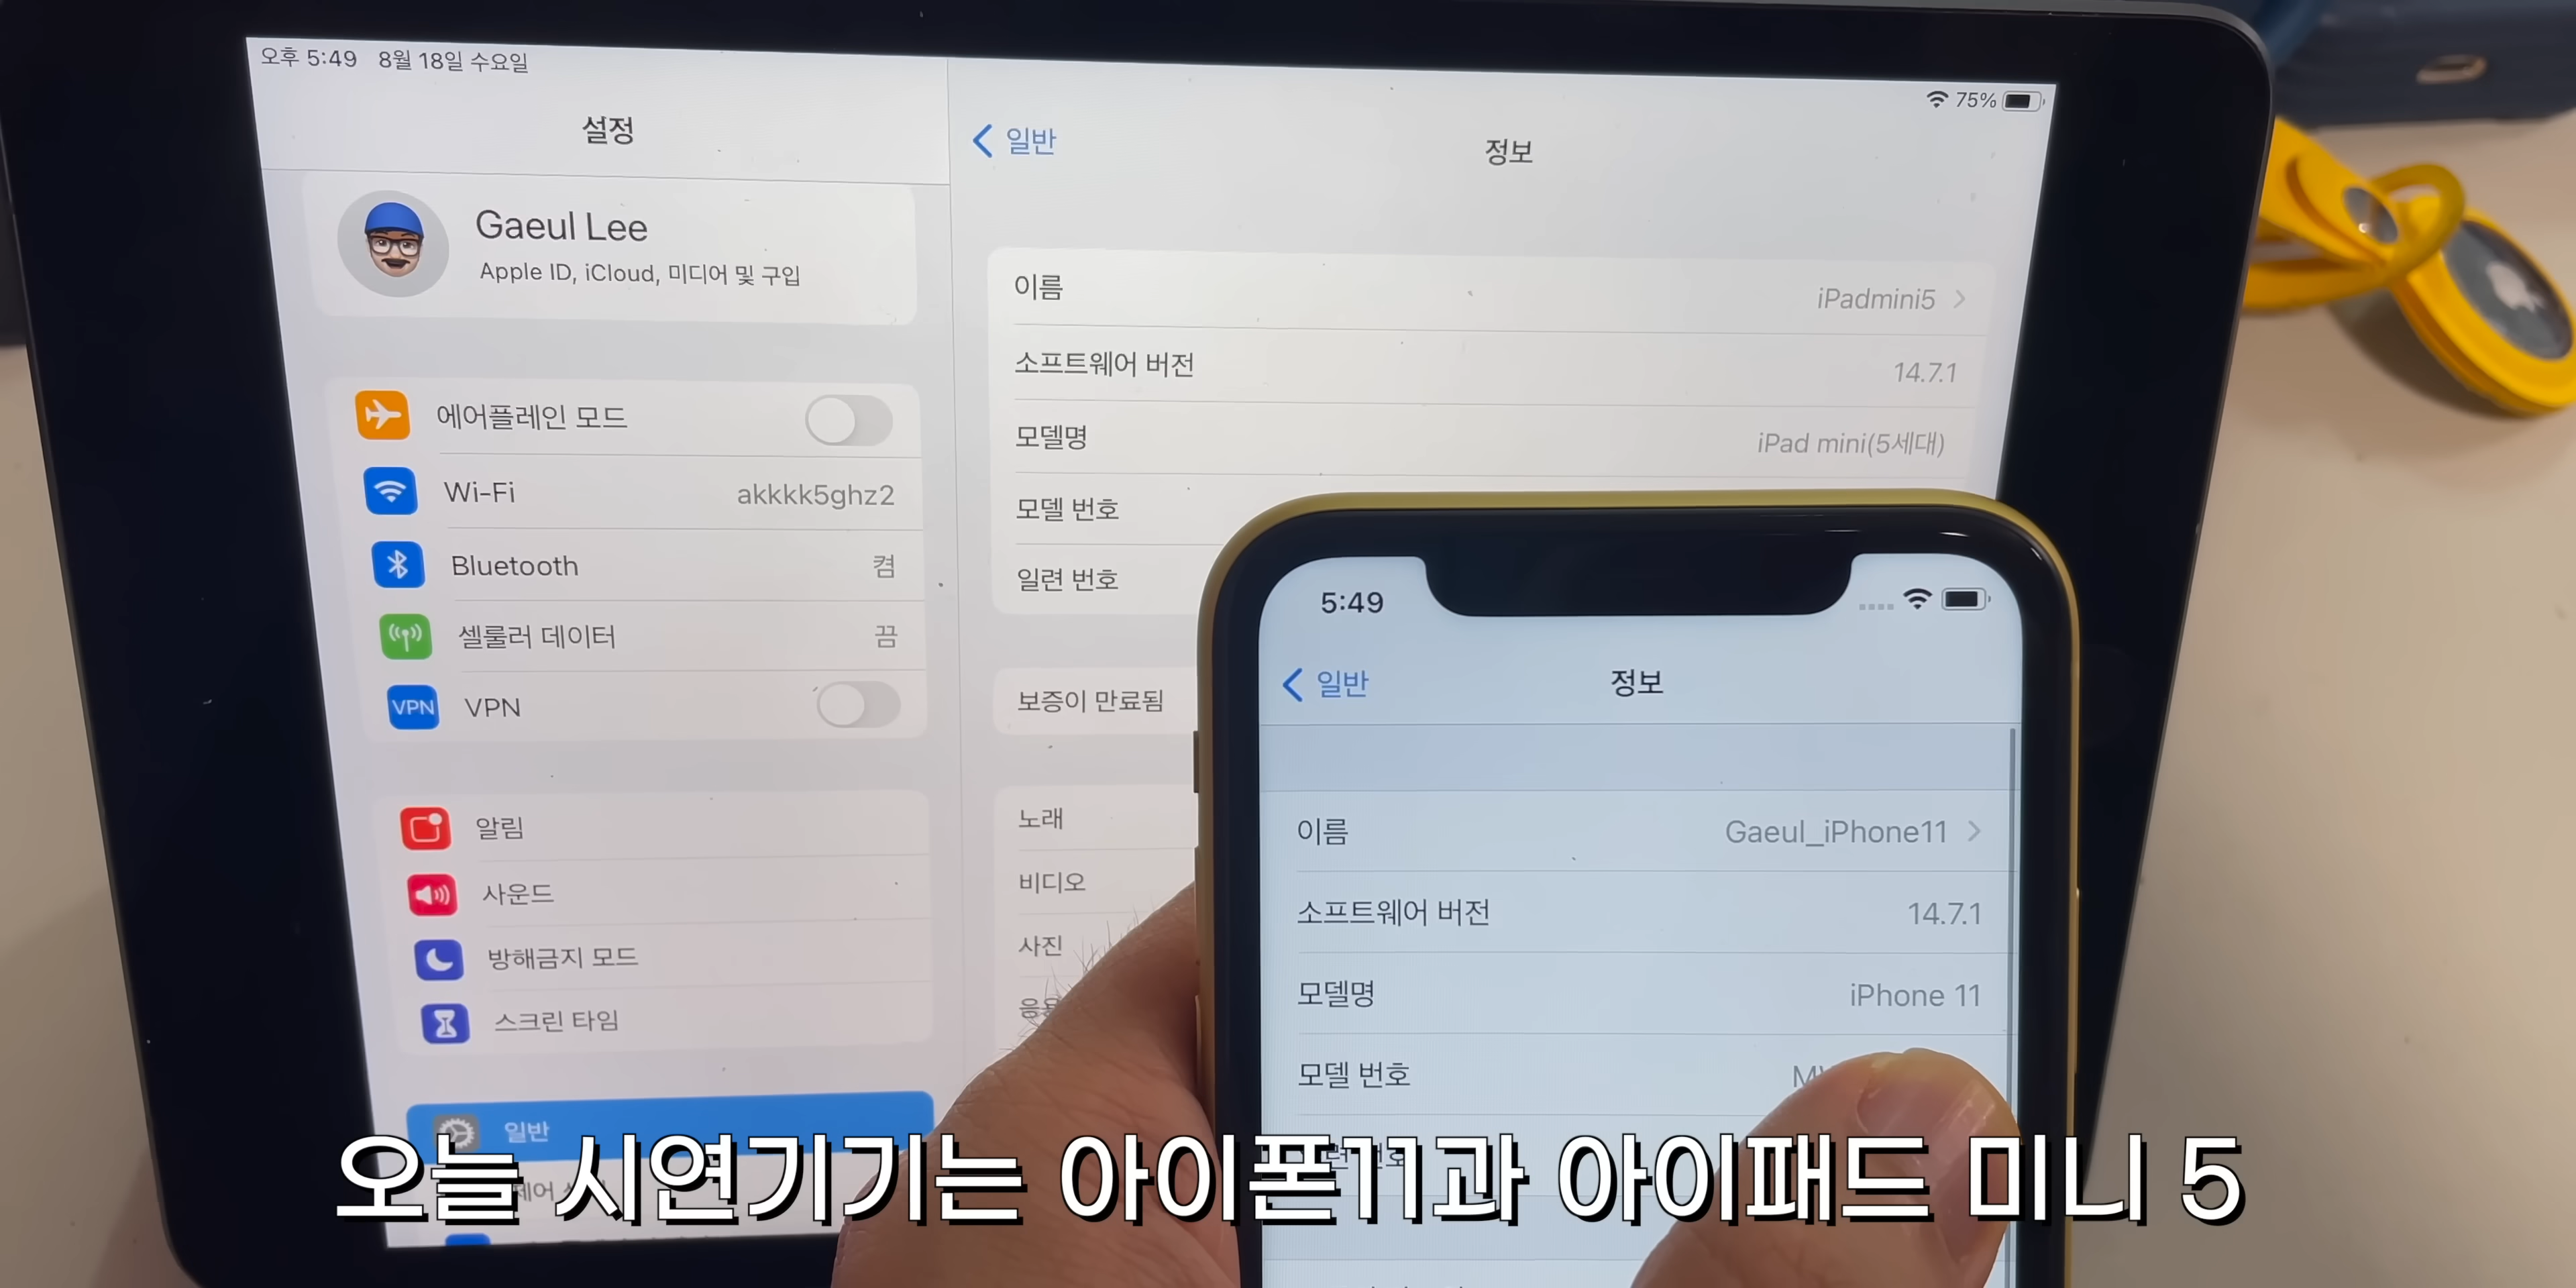 오후 5:49 8월 18일 수요일
75%
설정
Gaeul Lee
Apple ID, iCloud, 미디어 및 구입
에어플레인 모드
Wi-Fi akkkk5ghz2
Bluetooth 켬
셀룰러 데이터 끔
VPN VPN
알림
사운드
방해금지 모드
스크린 타임
일반
일반
정보
이름 iPadmini5
소프트웨어 버전 14.7.1
모델명 iPad mini(5세대)
모델 번호
일련 번호
보증이 만료됨
노래
비디오
사진
5:49
일반 정보
이름 Gaeul_iPhone11
소프트웨어 버전 14.7.1
모델명 iPhone 11
모델 번호
오늘 시연기기는 아이폰11과 아이패드 미니 5